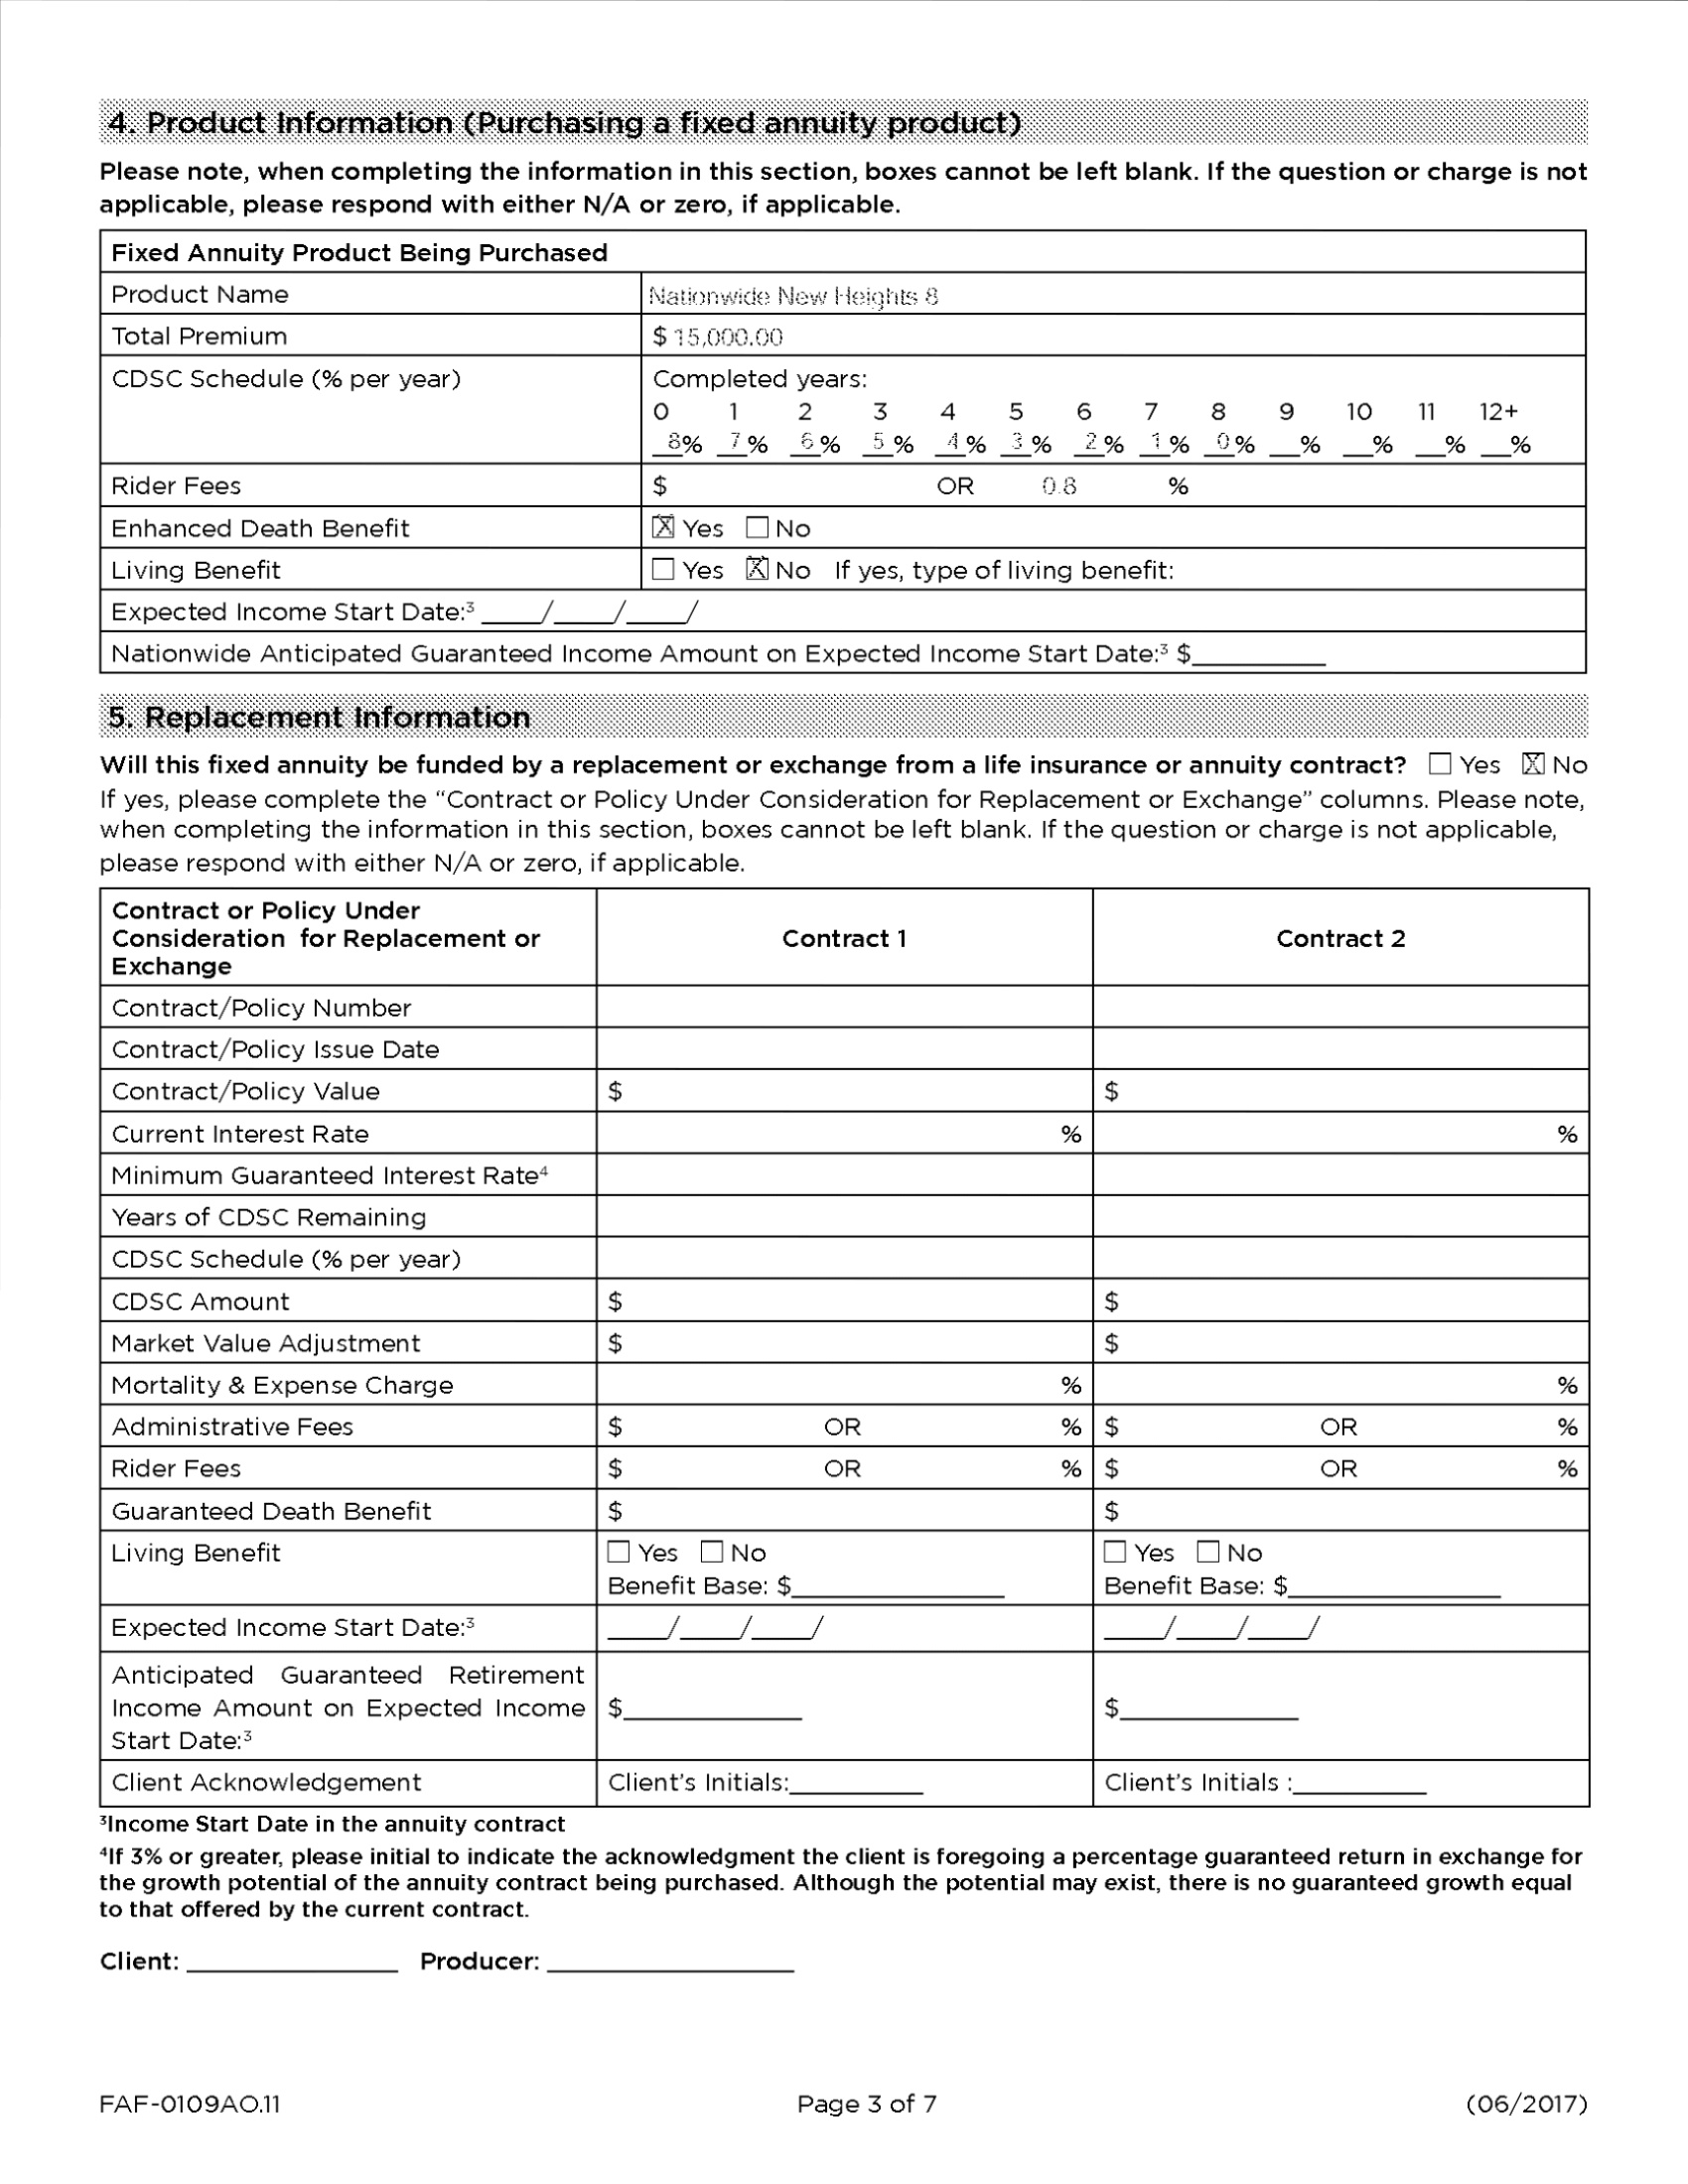 4. Product Information (Purchasing a fixed annuity product)
Please note, when completing the information in this section, boxes cannot be left blank. If the question or charge is not
applicable, please respond with either N/A or zero, if applicable.
Fixed Annuity Product Being Purchased
Product Name Nationwide New Heights 8
Total Premium $ 15,000.00
CDSC Schedule (% per year) Completed years:
0 1 2 3 4 5 6 7 8 9 10 11 12+
8% 7% 6% 5% 4% 3% 2% 1% 0% __% __% __% __%
Rider Fees $ OR 0.8 %
Enhanced Death Benefit ☒ Yes ☐ No
Living Benefit ☐ Yes ☒ No If yes, type of living benefit:
Expected Income Start Date:³ ____/____/____/
Nationwide Anticipated Guaranteed Income Amount on Expected Income Start Date:³ $_________
5. Replacement Information
Will this fixed annuity be funded by a replacement or exchange from a life insurance or annuity contract? ☐ Yes ☒ No
If yes, please complete the “Contract or Policy Under Consideration for Replacement or Exchange” columns. Please note,
when completing the information in this section, boxes cannot be left blank. If the question or charge is not applicable,
please respond with either N/A or zero, if applicable.
Contract or Policy Under
Consideration for Replacement or
Exchange
Contract 1 Contract 2
Contract/Policy Number
Contract/Policy Issue Date
Contract/Policy Value $ $
Current Interest Rate % %
Minimum Guaranteed Interest Rate⁴
Years of CDSC Remaining
CDSC Schedule (% per year)
CDSC Amount $ $
Market Value Adjustment $ $
Mortality & Expense Charge % %
Administrative Fees $ OR % $ OR %
Rider Fees $ OR % $ OR %
Guaranteed Death Benefit $ $
Living Benefit ☐ Yes ☐ No ☐ Yes ☐ No
Benefit Base: $______________ Benefit Base: $______________
Expected Income Start Date:³ ____/____/____/ ____/____/____/
Anticipated Guaranteed Retirement
Income Amount on Expected Income $____________ $____________
Start Date:³
Client Acknowledgement Client’s Initials:_________ Client’s Initials :_________
³Income Start Date in the annuity contract
⁴If 3% or greater, please initial to indicate the acknowledgment the client is foregoing a percentage guaranteed return in exchange for
the growth potential of the annuity contract being purchased. Although the potential may exist, there is no guaranteed growth equal
to that offered by the current contract.
Client: ______________ Producer: ________________
FAF-0109AO.11 Page 3 of 7 (06/2017)